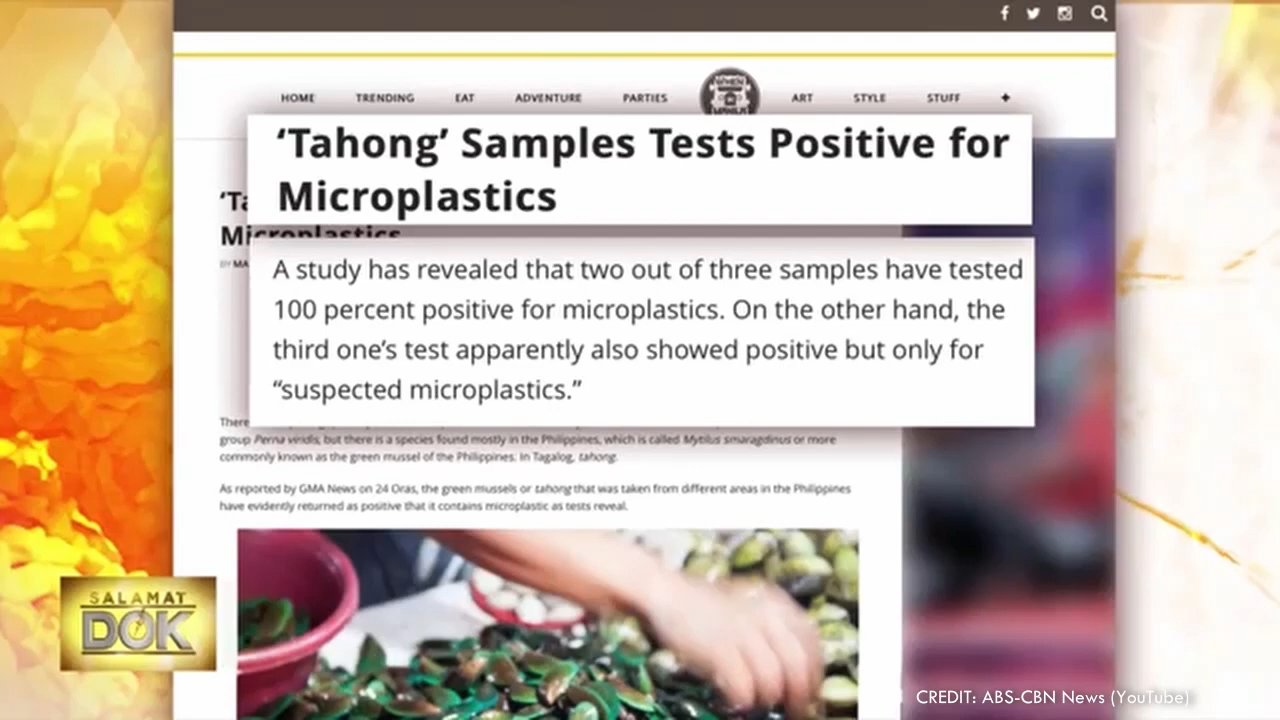 HOME TRENDING EAT ADVENTURE PARTIES ART STYLE STUFF +
‘Tahong’ Samples Tests Positive for
Microplastics
‘Ta
Microplastics
BY MA
A study has revealed that two out of three samples have tested
100 percent positive for microplastics. On the other hand, the
third one’s test apparently also showed positive but only for
“suspected microplastics.”
There
group Perna viridis, but there is a species found mostly in the Philippines, which is called Mytilus smaragdinus or more
commonly known as the green mussel of the Philippines. In Tagalog, tahong.
As reported by GMA News on 24 Oras, the green mussels or tahong that was taken from different areas in the Philippines
have evidently returned as positive that it contains microplastic as tests reveal.
SALAMAT
DOK
CREDIT: ABS-CBN News (YouTube)